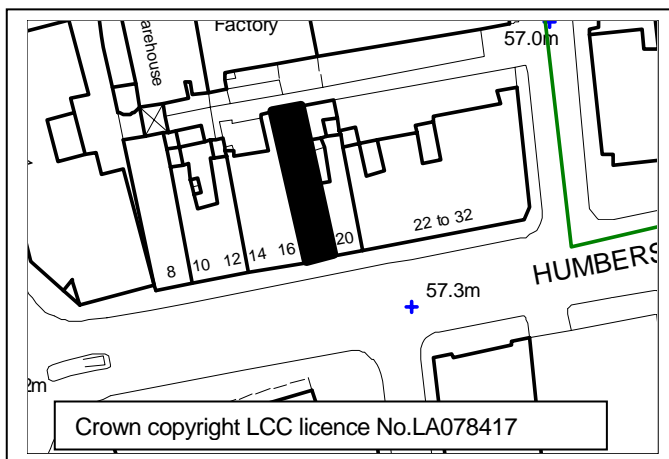 Factory
arehouse
57.0m
8
10
12
14
16
20
22 to 32
HUMBERS
57.3m
2m
Crown copyright LCC licence No.LA078417